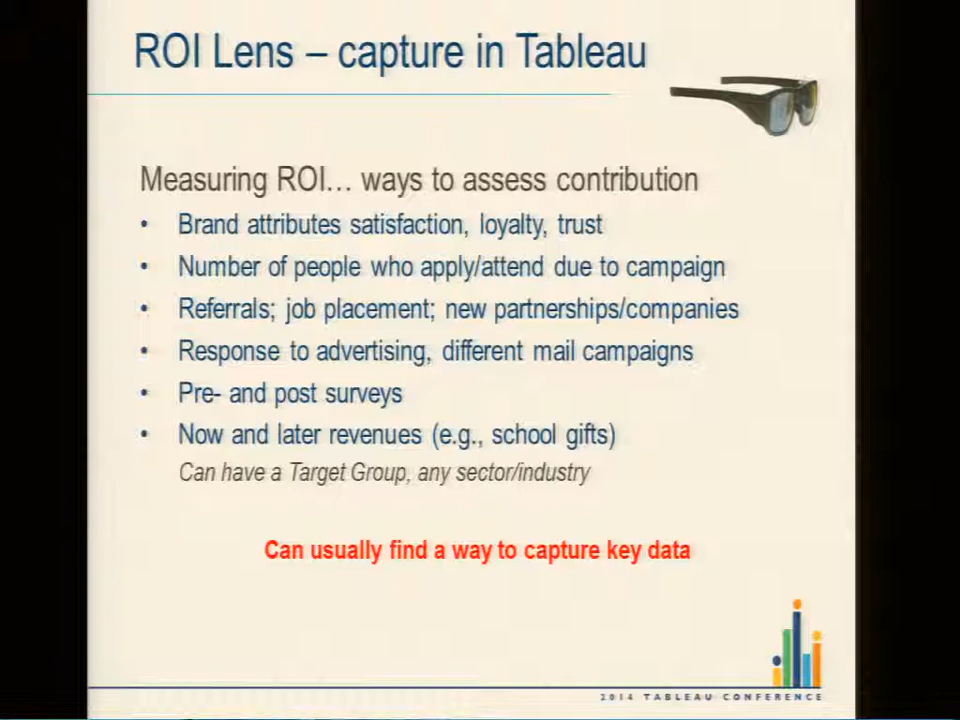 ROI Lens – capture in Tableau
Measuring ROI… ways to assess contribution
• Brand attributes satisfaction, loyalty, trust
• Number of people who apply/attend due to campaign
• Referrals; job placement; new partnerships/companies
• Response to advertising, different mail campaigns
• Pre- and post surveys
• Now and later revenues (e.g., school gifts)
Can have a Target Group, any sector/industry
Can usually find a way to capture key data
2014 TABLEAU CONFERENCE